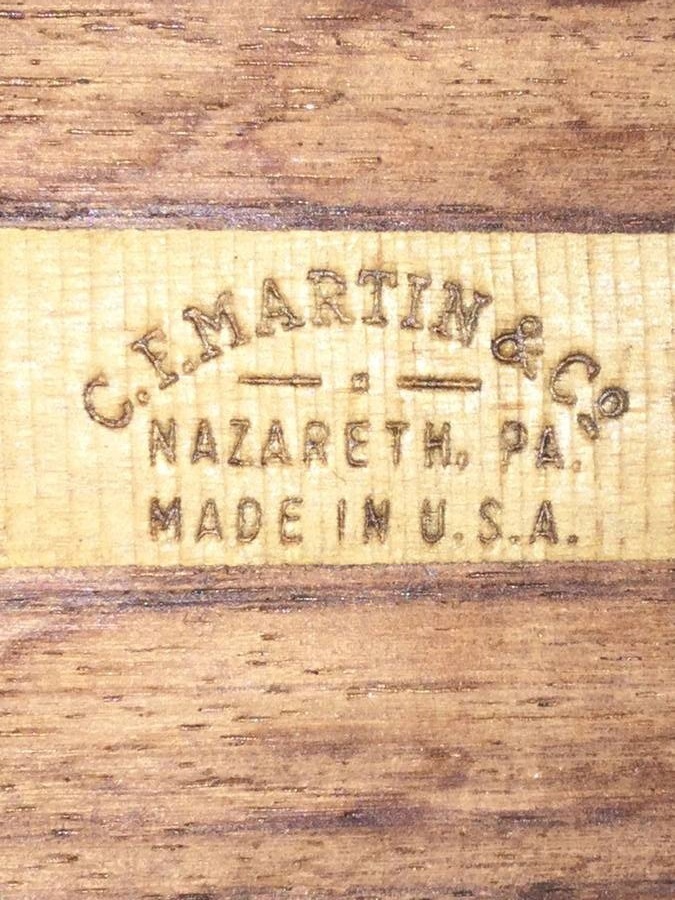 C.F. MARTIN & Co
NAZARETH, PA.
MADE IN U.S.A.